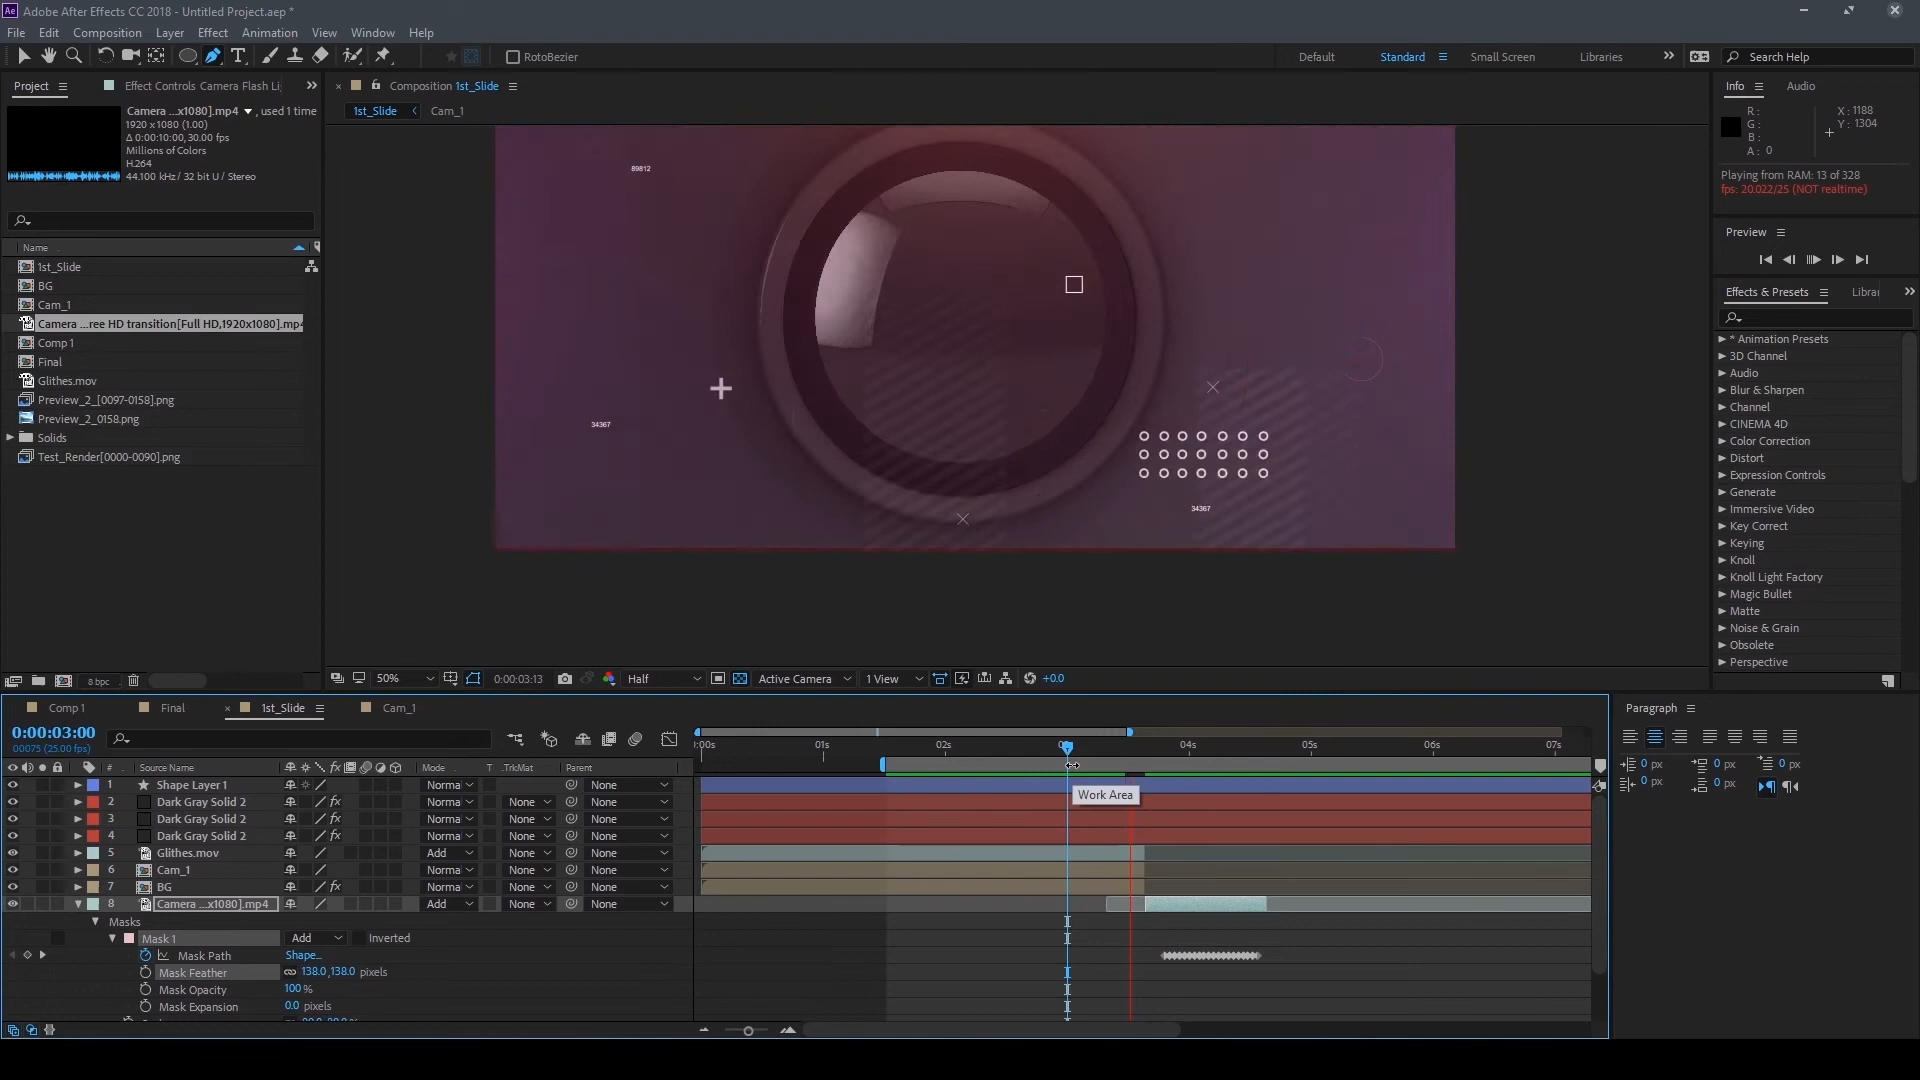 Ae Adobe After Effects CC 2018 - Untitled Project.aep *
File Edit Composition Layer Effect Animation View Window Help
RotoBezier Default Standard Small Screen Libraries Search Help
Project Effect Controls Camera Flash Li
Camera ...x1080].mp4 , used 1 time
1920 x 1080 (1.00)
Δ 0:00:10:00, 30.00 fps
Millions of Colors
H.264
44.100 kHz / 32 bit U / Stereo
Name
1st_Slide
BG
Cam_1
Camera ...ree HD transition[Full HD,1920x1080].mp4
Comp 1
Final
Glithes.mov
Preview_2_[0097-0158].png
Preview_2_0158.png
Solids
Test_Render[0000-0090].png
8 bpc
Composition 1st_Slide
1st_Slide Cam_1
89812
34367
34367
50% 0:00:03:13 Half Active Camera 1 View +0.0
Info Audio
R :
G :
B :
A : 0
X : 1188
Y : 1304
Playing from RAM: 13 of 328
fps: 20.022/25 (NOT realtime)
Preview
Effects & Presets
* Animation Presets
3D Channel
Audio
Blur & Sharpen
Channel
CINEMA 4D
Color Correction
Distort
Expression Controls
Generate
Immersive Video
Key Correct
Keying
Knoll
Knoll Light Factory
Magic Bullet
Matte
Noise & Grain
Obsolete
Perspective
Comp 1 Final 1st_Slide Cam_1
0:00:03:00
00075 (25.00 fps)
# Source Name fx Mode T .TrkMat Parent
1 Shape Layer 1 Norma None
2 Dark Gray Solid 2 fx Norma None None
3 Dark Gray Solid 2 fx Norma None None
4 Dark Gray Solid 2 fx Norma None None
5 Glithes.mov Add None None
6 Cam_1 Norma None None
7 BG fx Norma None None
8 Camera ...x1080].mp4 Add None None
Masks
Mask 1 Add Inverted
Mask Path Shape...
Mask Feather 138.0,138.0 pixels
Mask Opacity 100 %
Mask Expansion 0.0 pixels
:00s 01s 02s 04s 05s 06s 07s
Work Area
Paragraph
0 px 0 px 0 px
0 px 0 px